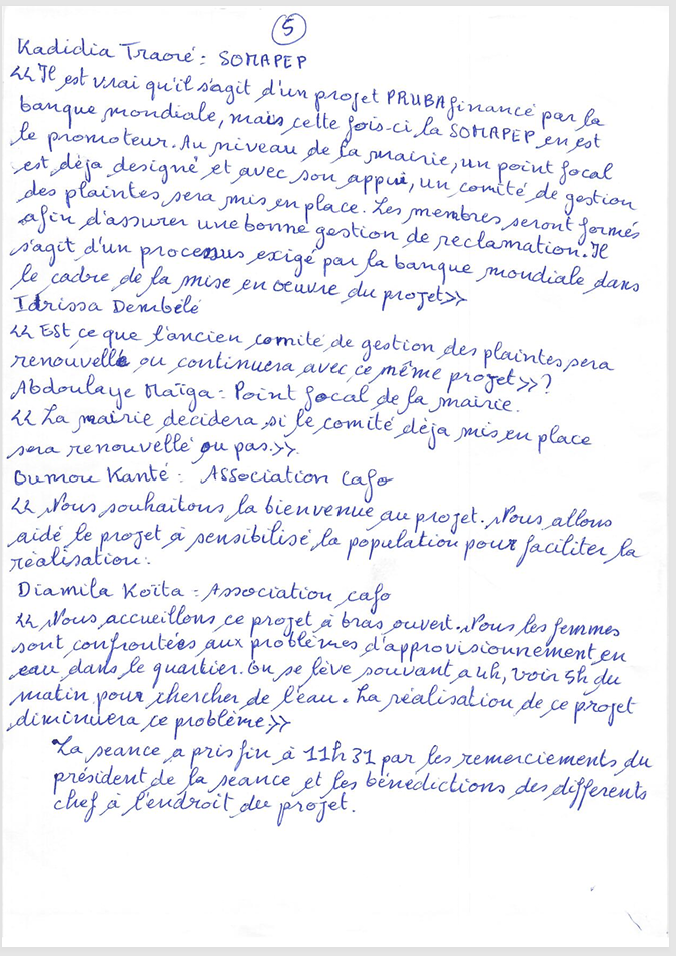 5
Kadidia Traoré : SOMAPEP
<< Il est vrai qu'il s'agit d'un projet PRUBA financé par la
banque mondiale, mais cette fois-ci la SOMAPEP en est
le promoteur. Au niveau de la mairie, un point focal
est déja designé et avec son appui, un comité de gestion
des plaintes sera mis en place. Les membres seront formés
afin d'assurer une bonne gestion de reclamation. Il
s'agit d'un processus exigé par la banque mondiale dans
le cadre de la mise en oeuvre du projet>>
Idrissa Dembélé
<< Est ce que l'ancien comité de gestion des plaintes sera
renouvellé ou continuera avec ce même projet>> ?
Abdoulaye Maïga : Point focal de la mairie.
<< La mairie decidera si le comité déja mis en place
sera renouvellé ou pas.>>.
Oumou Kanté : Association cafo
<< Nous souhaitons la bienvenue au projet. Nous allons
aidé le projet à sensibilisé la population pour faciliter la
réalisation.
Diamila Koïta : Association cafo
<< Nous accueillons ce projet à bras ouvert. Nous les femmes
sont confrontées aux problèmes d'approvisionnement en
eau dans le quartier. On se lève souvant a 4h, voir 5h du
matin pour chercher de l'eau. La réalisation de ce projet
diminuera ce problème>>
La seance a pris fin à 11h 31 par les remerciements du
président de la seance et les bénédictions des differents
chef à l'endroit du projet.